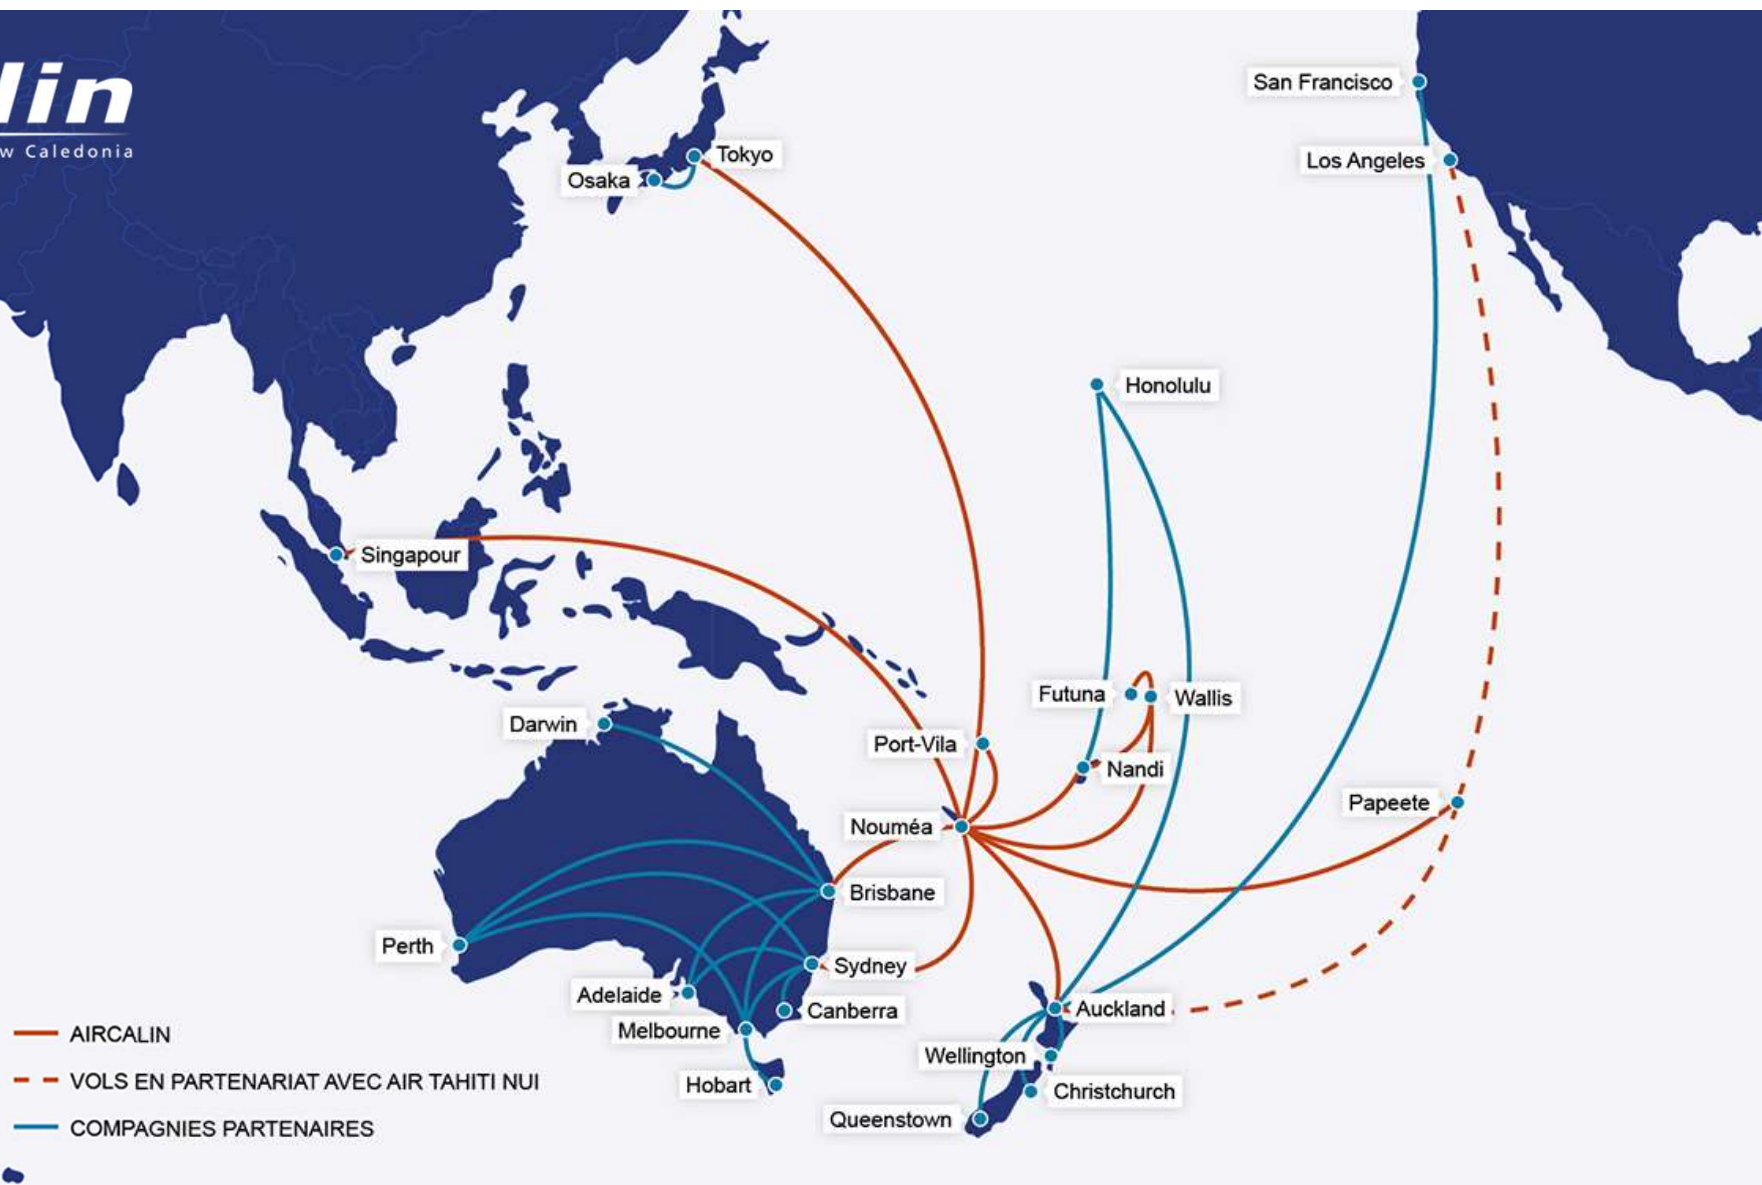 lin
w Caledonia
San Francisco
Los Angeles
Tokyo
Osaka
Honolulu
Singapour
Futuna
Wallis
Darwin
Port-Vila
Nandi
Papeete
Nouméa
Brisbane
Perth
Sydney
Adelaide
Canberra
Auckland
Melbourne
Wellington
Hobart
Christchurch
Queenstown
AIRCALIN
VOLS EN PARTENARIAT AVEC AIR TAHITI NUI
COMPAGNIES PARTENAIRES